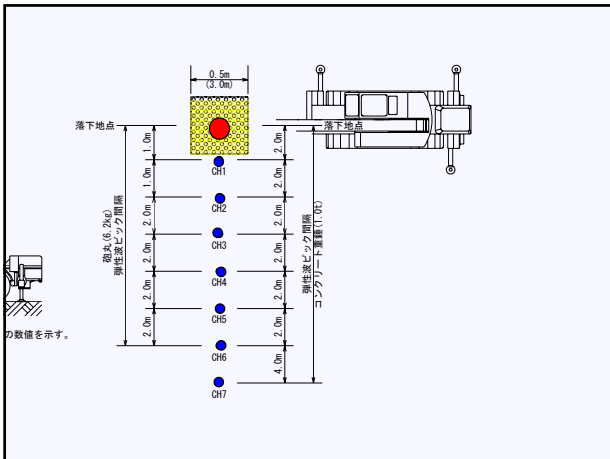 0.5m
(3.0m)
落下地点
落下地点
1.0m
1.0m
2.0m
2.0m
2.0m
2.0m
砲丸(6.2kg)
弾性波ピック間隔
CH1
CH2
CH3
CH4
CH5
CH6
CH7
2.0m
2.0m
2.0m
2.0m
2.0m
2.0m
4.0m
弾性波ピック間隔
コンクリート重錘(1.0t)
の数値を示す。